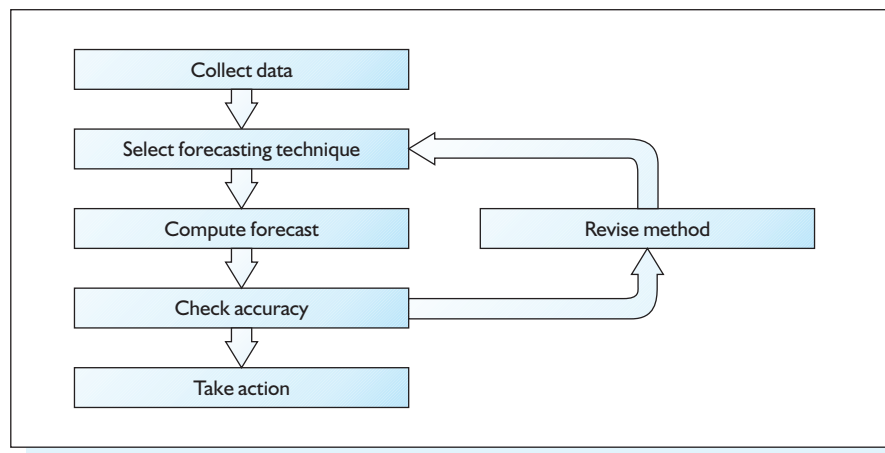 Collect data
Select forecasting technique
Compute forecast
Revise method
Check accuracy
Take action